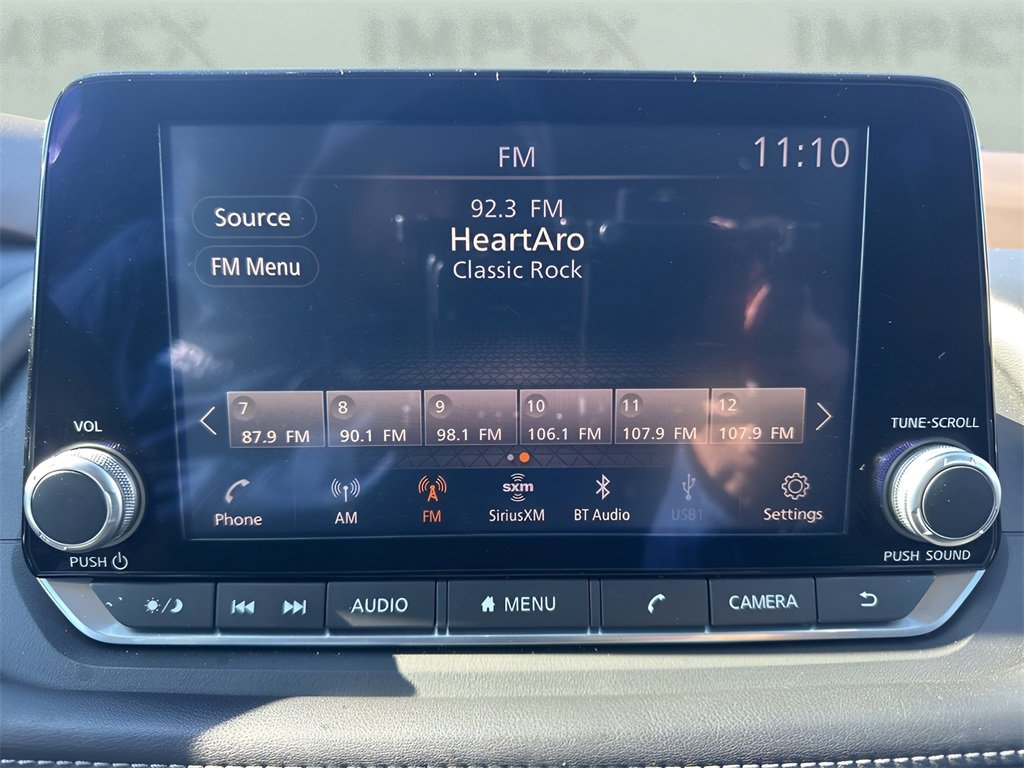 IMPEX IMPEX IMPEX
FM
11:10
Source
FM Menu
92.3 FM
HeartAro
Classic Rock
7 8 9 10 11 12
87.9 FM 90.1 FM 98.1 FM 106.1 FM 107.9 FM 107.9 FM
VOL
TUNE-SCROLL
sxm
Phone AM FM SiriusXM BT Audio USB1 Settings
PUSH
PUSH SOUND
AUDIO MENU CAMERA